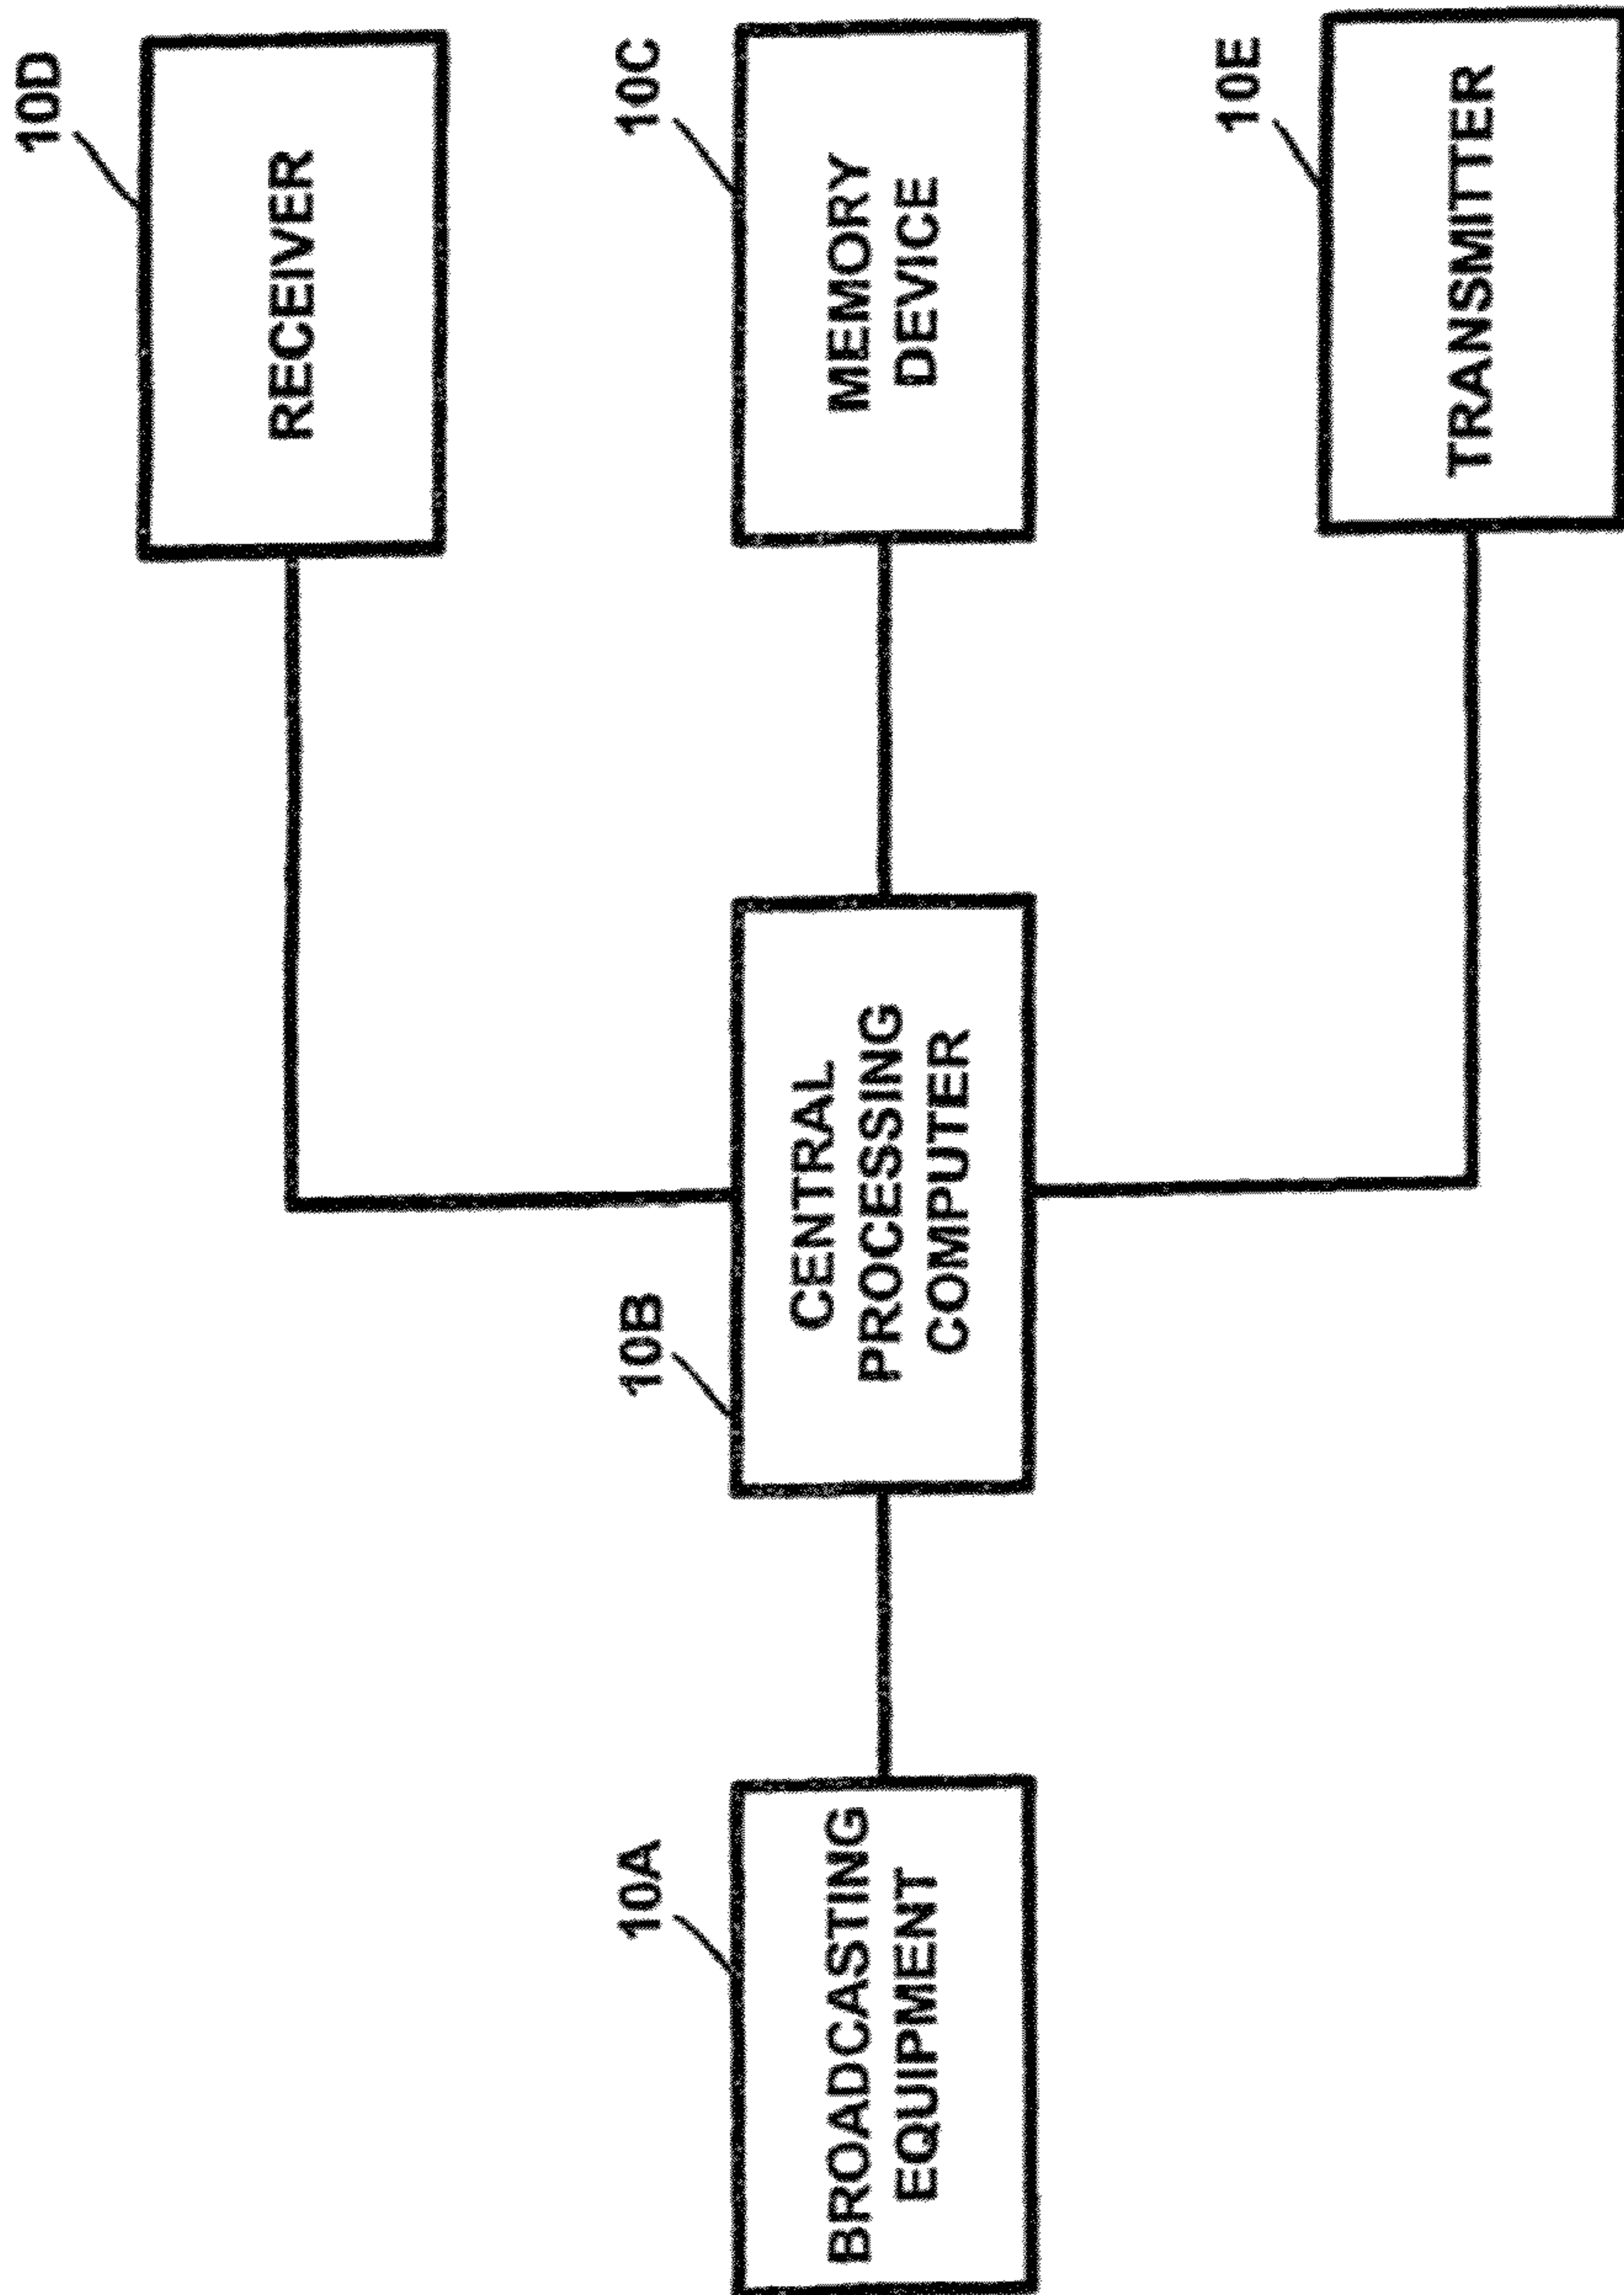 10D
RECEIVER
10A
BROADCASTING
EQUIPMENT
10B
CENTRAL
PROCESSING
COMPUTER
10C
MEMORY
DEVICE
10E
TRANSMITTER